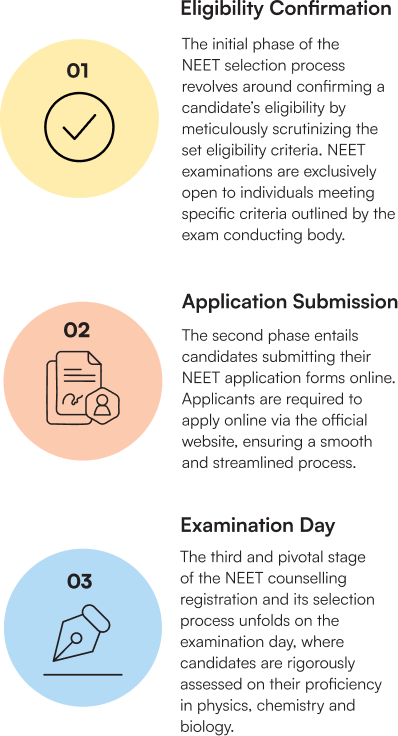 Eligibility Confirmation
01
The initial phase of the
NEET selection process
revolves around confirming a
candidate's eligibility by
meticulously scrutinizing the
set eligibility criteria. NEET
examinations are exclusively
open to individuals meeting
specific criteria outlined by the
exam conducting body.
Application Submission
02
The second phase entails
candidates submitting their
NEET application forms online.
Applicants are required to
apply online via the official
website, ensuring a smooth
and streamlined process.
Examination Day
03
The third and pivotal stage
of the NEET counselling
registration and its selection
process unfolds on the
examination day, where
candidates are rigorously
assessed on their proficiency
in physics, chemistry and
biology.